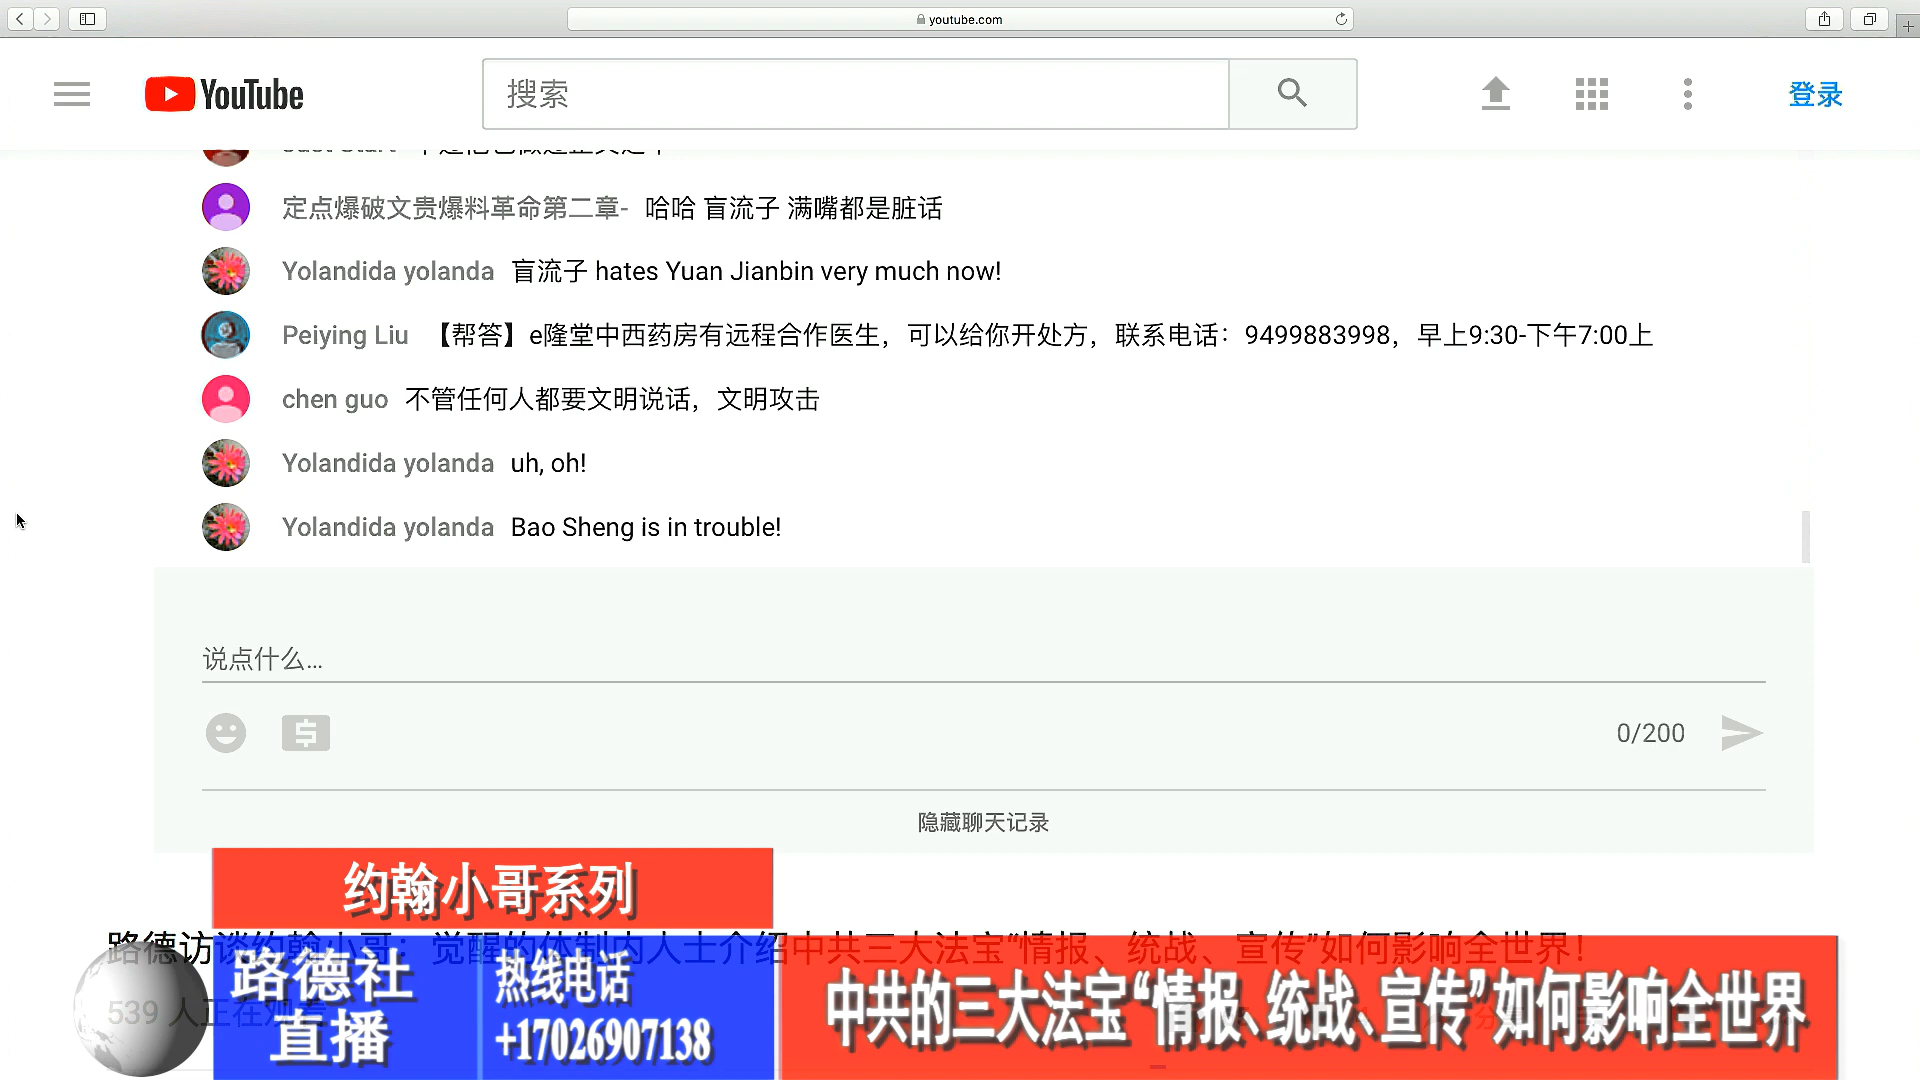 youtube.com
YouTube
搜索
登录
定点爆破文贵爆料革命第二章- 哈哈 盲流子 满嘴都是脏话
Yolandida yolanda 盲流子 hates Yuan Jianbin very much now!
Peiying Liu 【帮答】e隆堂中西药房有远程合作医生，可以给你开处方，联系电话：9499883998，早上9:30-下午7:00上
chen guo 不管任何人都要文明说话，文明攻击
Yolandida yolanda uh, oh!
Yolandida yolanda Bao Sheng is in trouble!
说点什么...
0/200
隐藏聊天记录
约翰小哥系列
路德访谈约翰小哥：觉醒的体制内人士介绍中共三大法宝“情报、统战、宣传”如何影响全世界！
539 人正在观看
路德社
直播
热线电话
+17026907138
中共的三大法宝“情报、统战、宣传”如何影响全世界